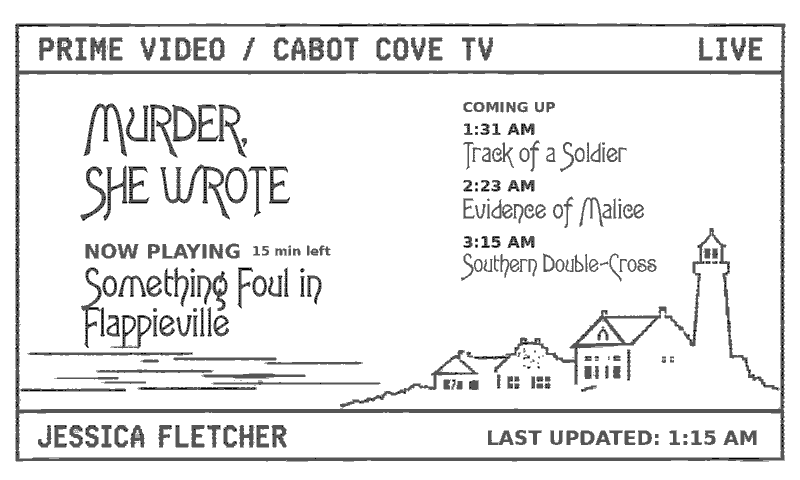 PRIME VIDEO / CABOT COVE TV
LIVE
MURDER,
SHE WROTE
NOW PLAYING 15 min left
Something Foul in
Flappieville
COMING UP
1:31 AM
Track of a Soldier
2:23 AM
Evidence of Malice
3:15 AM
Southern Double-Cross
JESSICA FLETCHER
LAST UPDATED: 1:15 AM